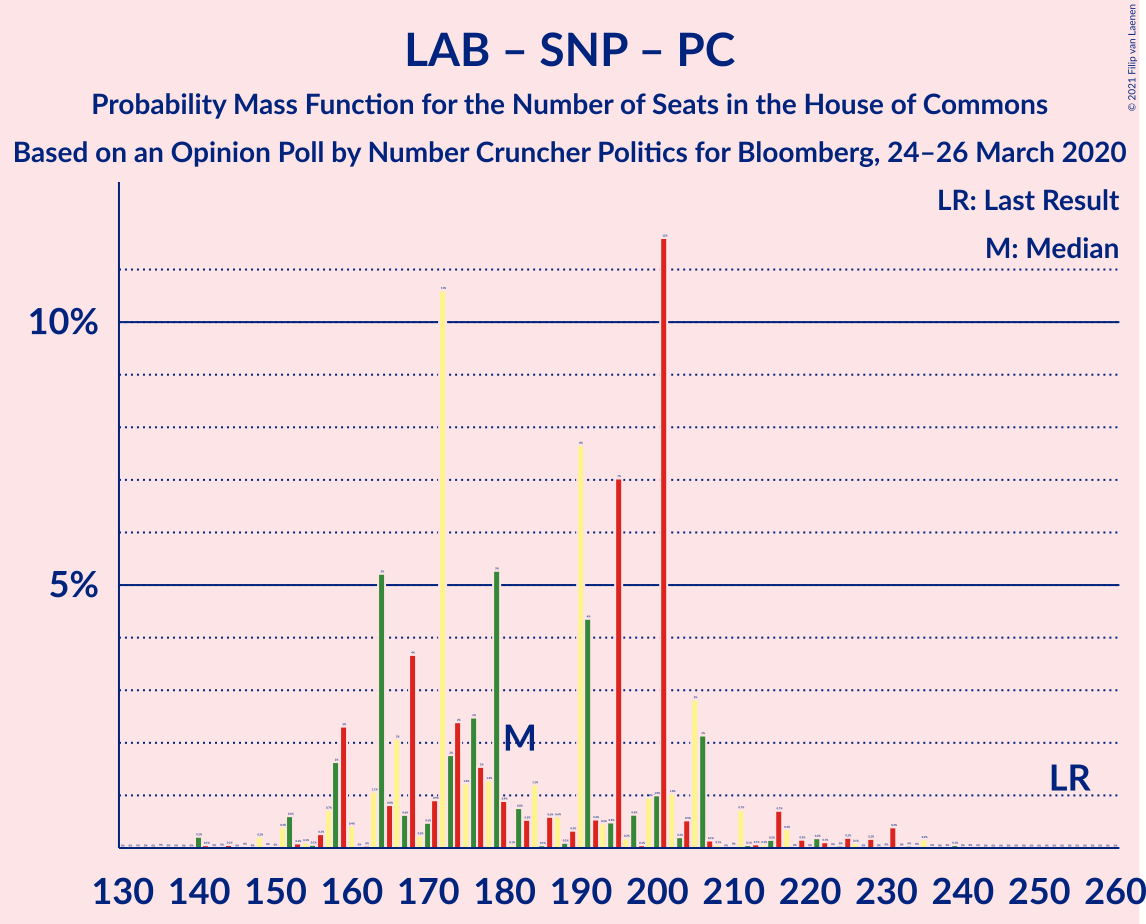 LAB – SNP – PC
Probability Mass Function for the Number of Seats in the House of Commons
Based on an Opinion Poll by Number Cruncher Politics for Bloomberg, 24–26 March 2020
© 2021 Filip van Laenen
LR: Last Result
M: Median
10%
5%
M
LR
130 140 150 160 170 180 190 200 210 220 230 240 250 260